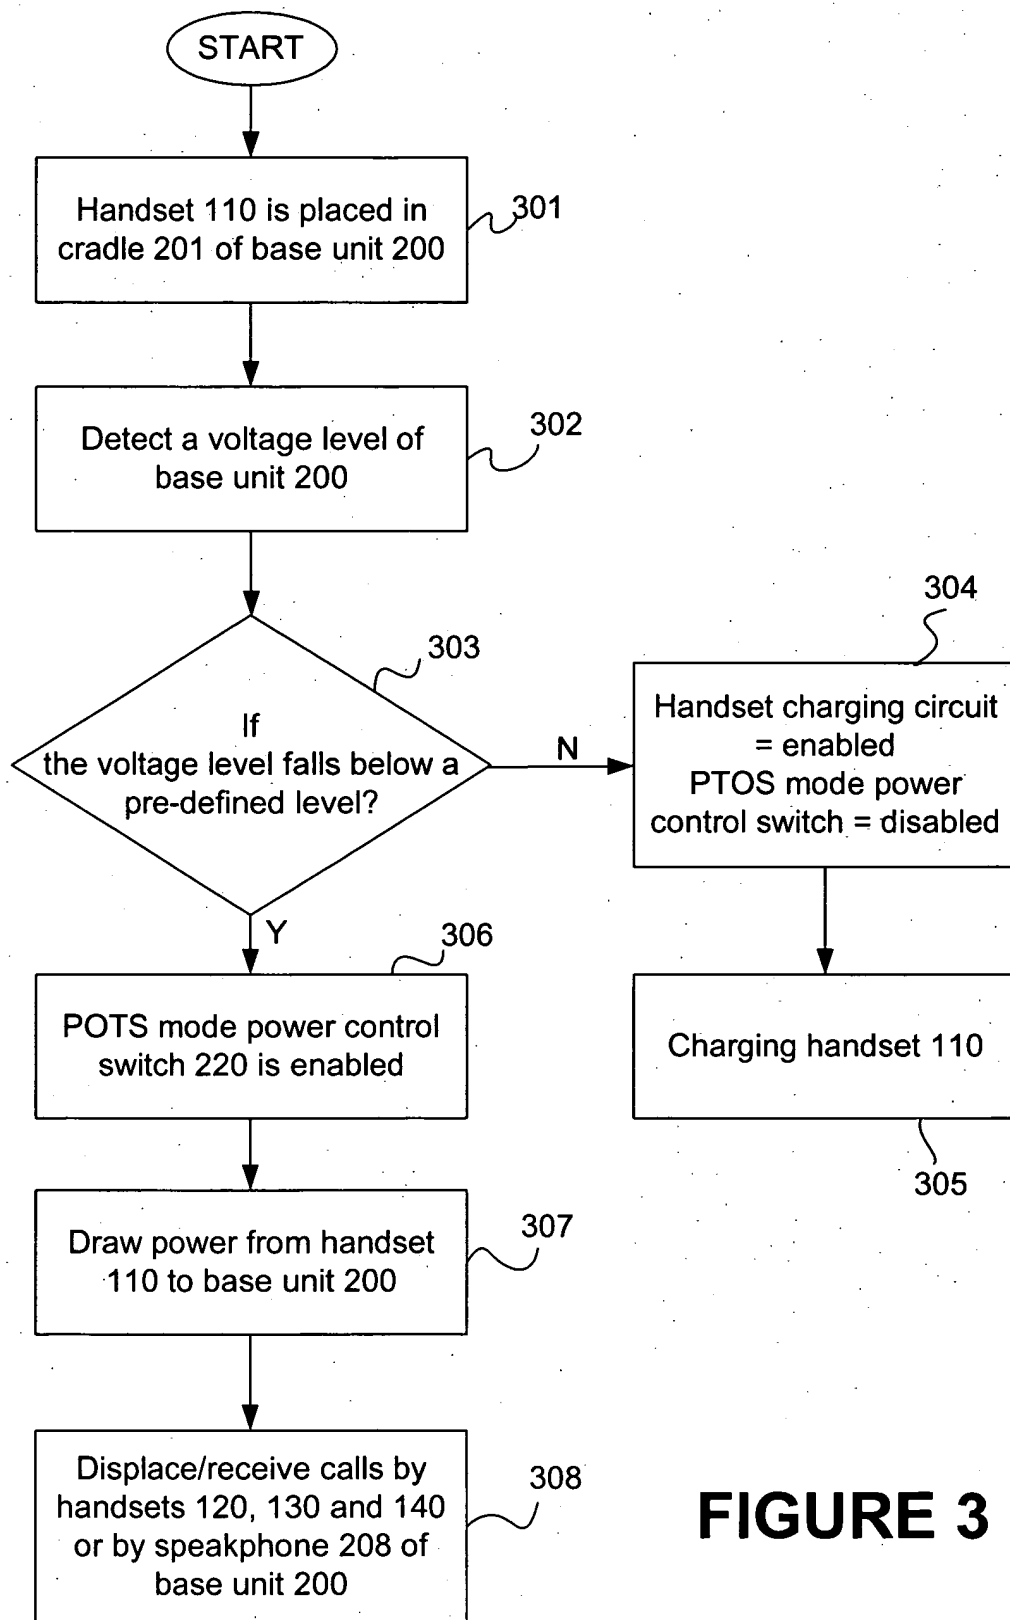 START
Handset 110 is placed in
cradle 201 of base unit 200
301
Detect a voltage level of
base unit 200
302
If
the voltage level falls below a
pre-defined level?
303
N
304
Handset charging circuit
= enabled
PTOS mode power
control switch = disabled
Y
306
POTS mode power control
switch 220 is enabled
Charging handset 110
305
Draw power from handset
110 to base unit 200
307
Displace/receive calls by
handsets 120, 130 and 140
or by speakphone 208 of
base unit 200
308
FIGURE 3